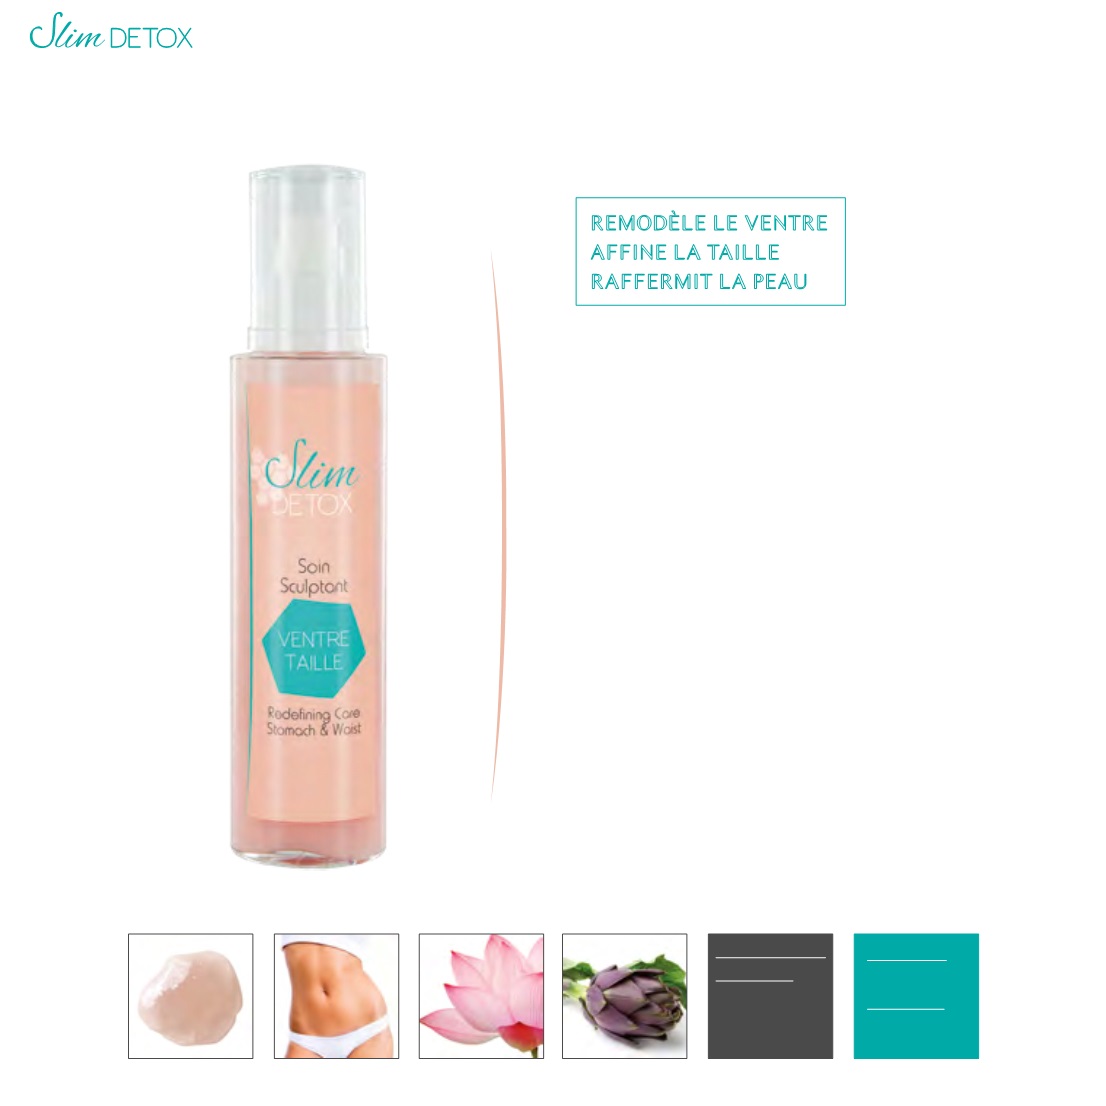 Slim DETOX
REMODÈLE LE VENTRE
AFFINE LA TAILLE
RAFFERMIT LA PEAU
Slim
DETOX
Soin
Sculptant
VENTRE
TAILLE
Redefining Care
Stomach & Waist